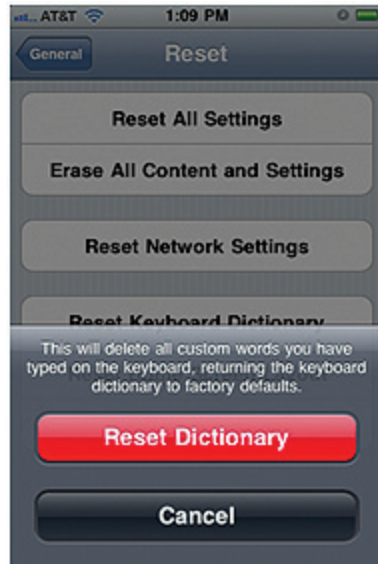 AT&T 1:09 PM
General Reset
Reset All Settings
Erase All Content and Settings
Reset Network Settings
Reset Keyboard Dictionary
This will delete all custom words you have
typed on the keyboard, returning the keyboard
dictionary to factory defaults.
Reset Dictionary
Cancel